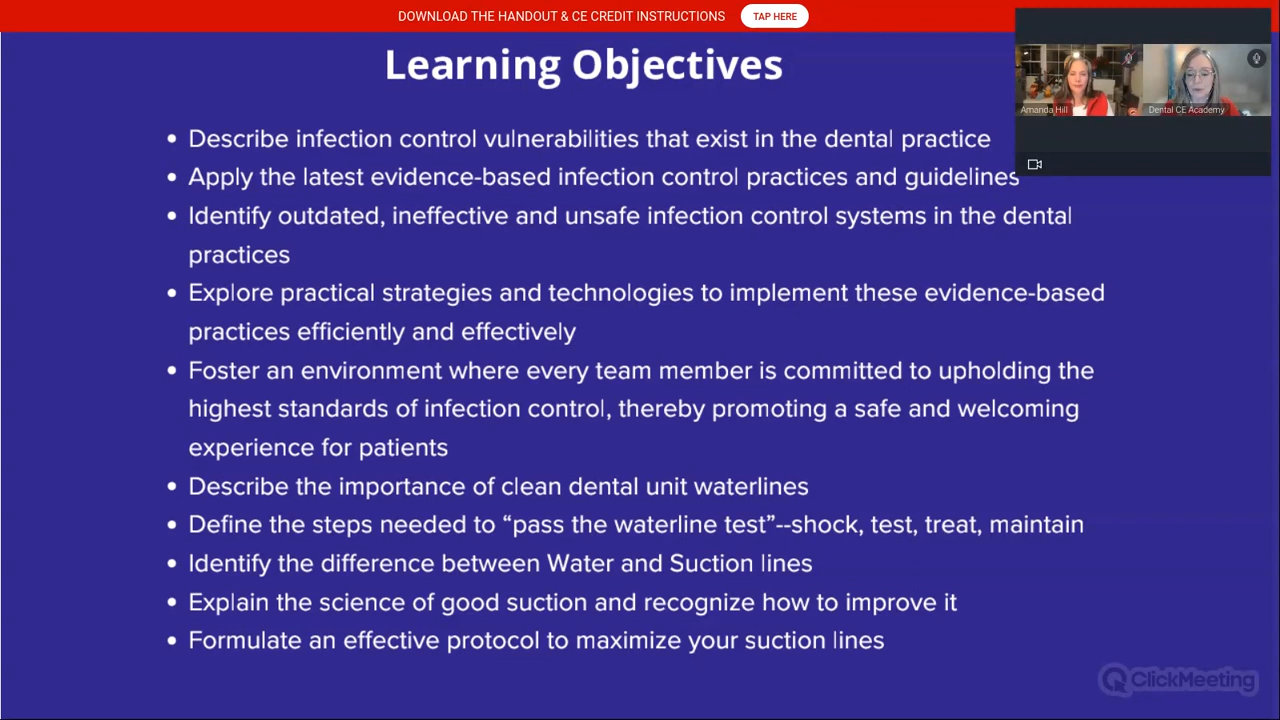 DOWNLOAD THE HANDOUT & CE CREDIT INSTRUCTIONS TAP HERE
Learning Objectives
Amanda Hill
Dental CE Academy
• Describe infection control vulnerabilities that exist in the dental practice
• Apply the latest evidence-based infection control practices and guidelines
• Identify outdated, ineffective and unsafe infection control systems in the dental
practices
• Explore practical strategies and technologies to implement these evidence-based
practices efficiently and effectively
• Foster an environment where every team member is committed to upholding the
highest standards of infection control, thereby promoting a safe and welcoming
experience for patients
• Describe the importance of clean dental unit waterlines
• Define the steps needed to “pass the waterline test”--shock, test, treat, maintain
• Identify the difference between Water and Suction lines
• Explain the science of good suction and recognize how to improve it
• Formulate an effective protocol to maximize your suction lines
ClickMeeting